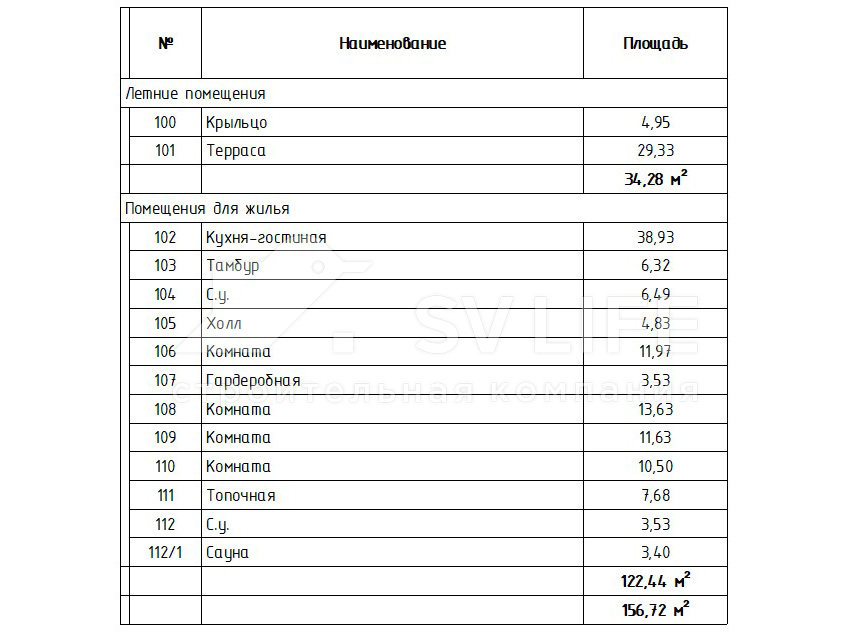 № Наименование Площадь
Летние помещения
100 Крыльцо 4,95
101 Терраса 29,33
34,28 м²
Помещения для жилья
102 Кухня-гостиная 38,93
103 Тамбур 6,32
104 С.у. 6,49
105 Холл 4,83
106 Комната 11,97
107 Гардеробная 3,53
108 Комната 13,63
109 Комната 11,63
110 Комната 10,50
111 Топочная 7,68
112 С.у. 3,53
112/1 Сауна 3,40
122,44 м²
156,72 м²
SV LIFE
строительная компания